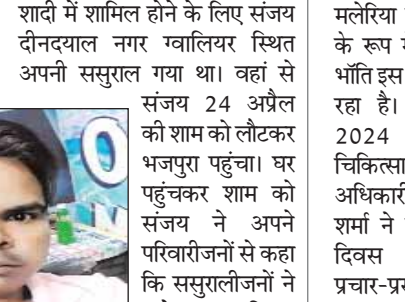 शादी में शामिल होने के लिए संजय
दीनदयाल नगर ग्वालियर स्थित
अपनी ससुराल गया था। वहां से
संजय 24 अप्रैल
की शाम को लौटकर
भजपुरा पहुंचा। घर
पहुंचकर शाम को
संजय ने अपने
परिवारीजनों से कहा
कि ससुरालीजनों ने
मलेरिया
के रूप
भाँति इस
रहा है।
2024
चिकित्सा
अधिकारी
शर्मा ने
दिवस
प्रचार-प्रस